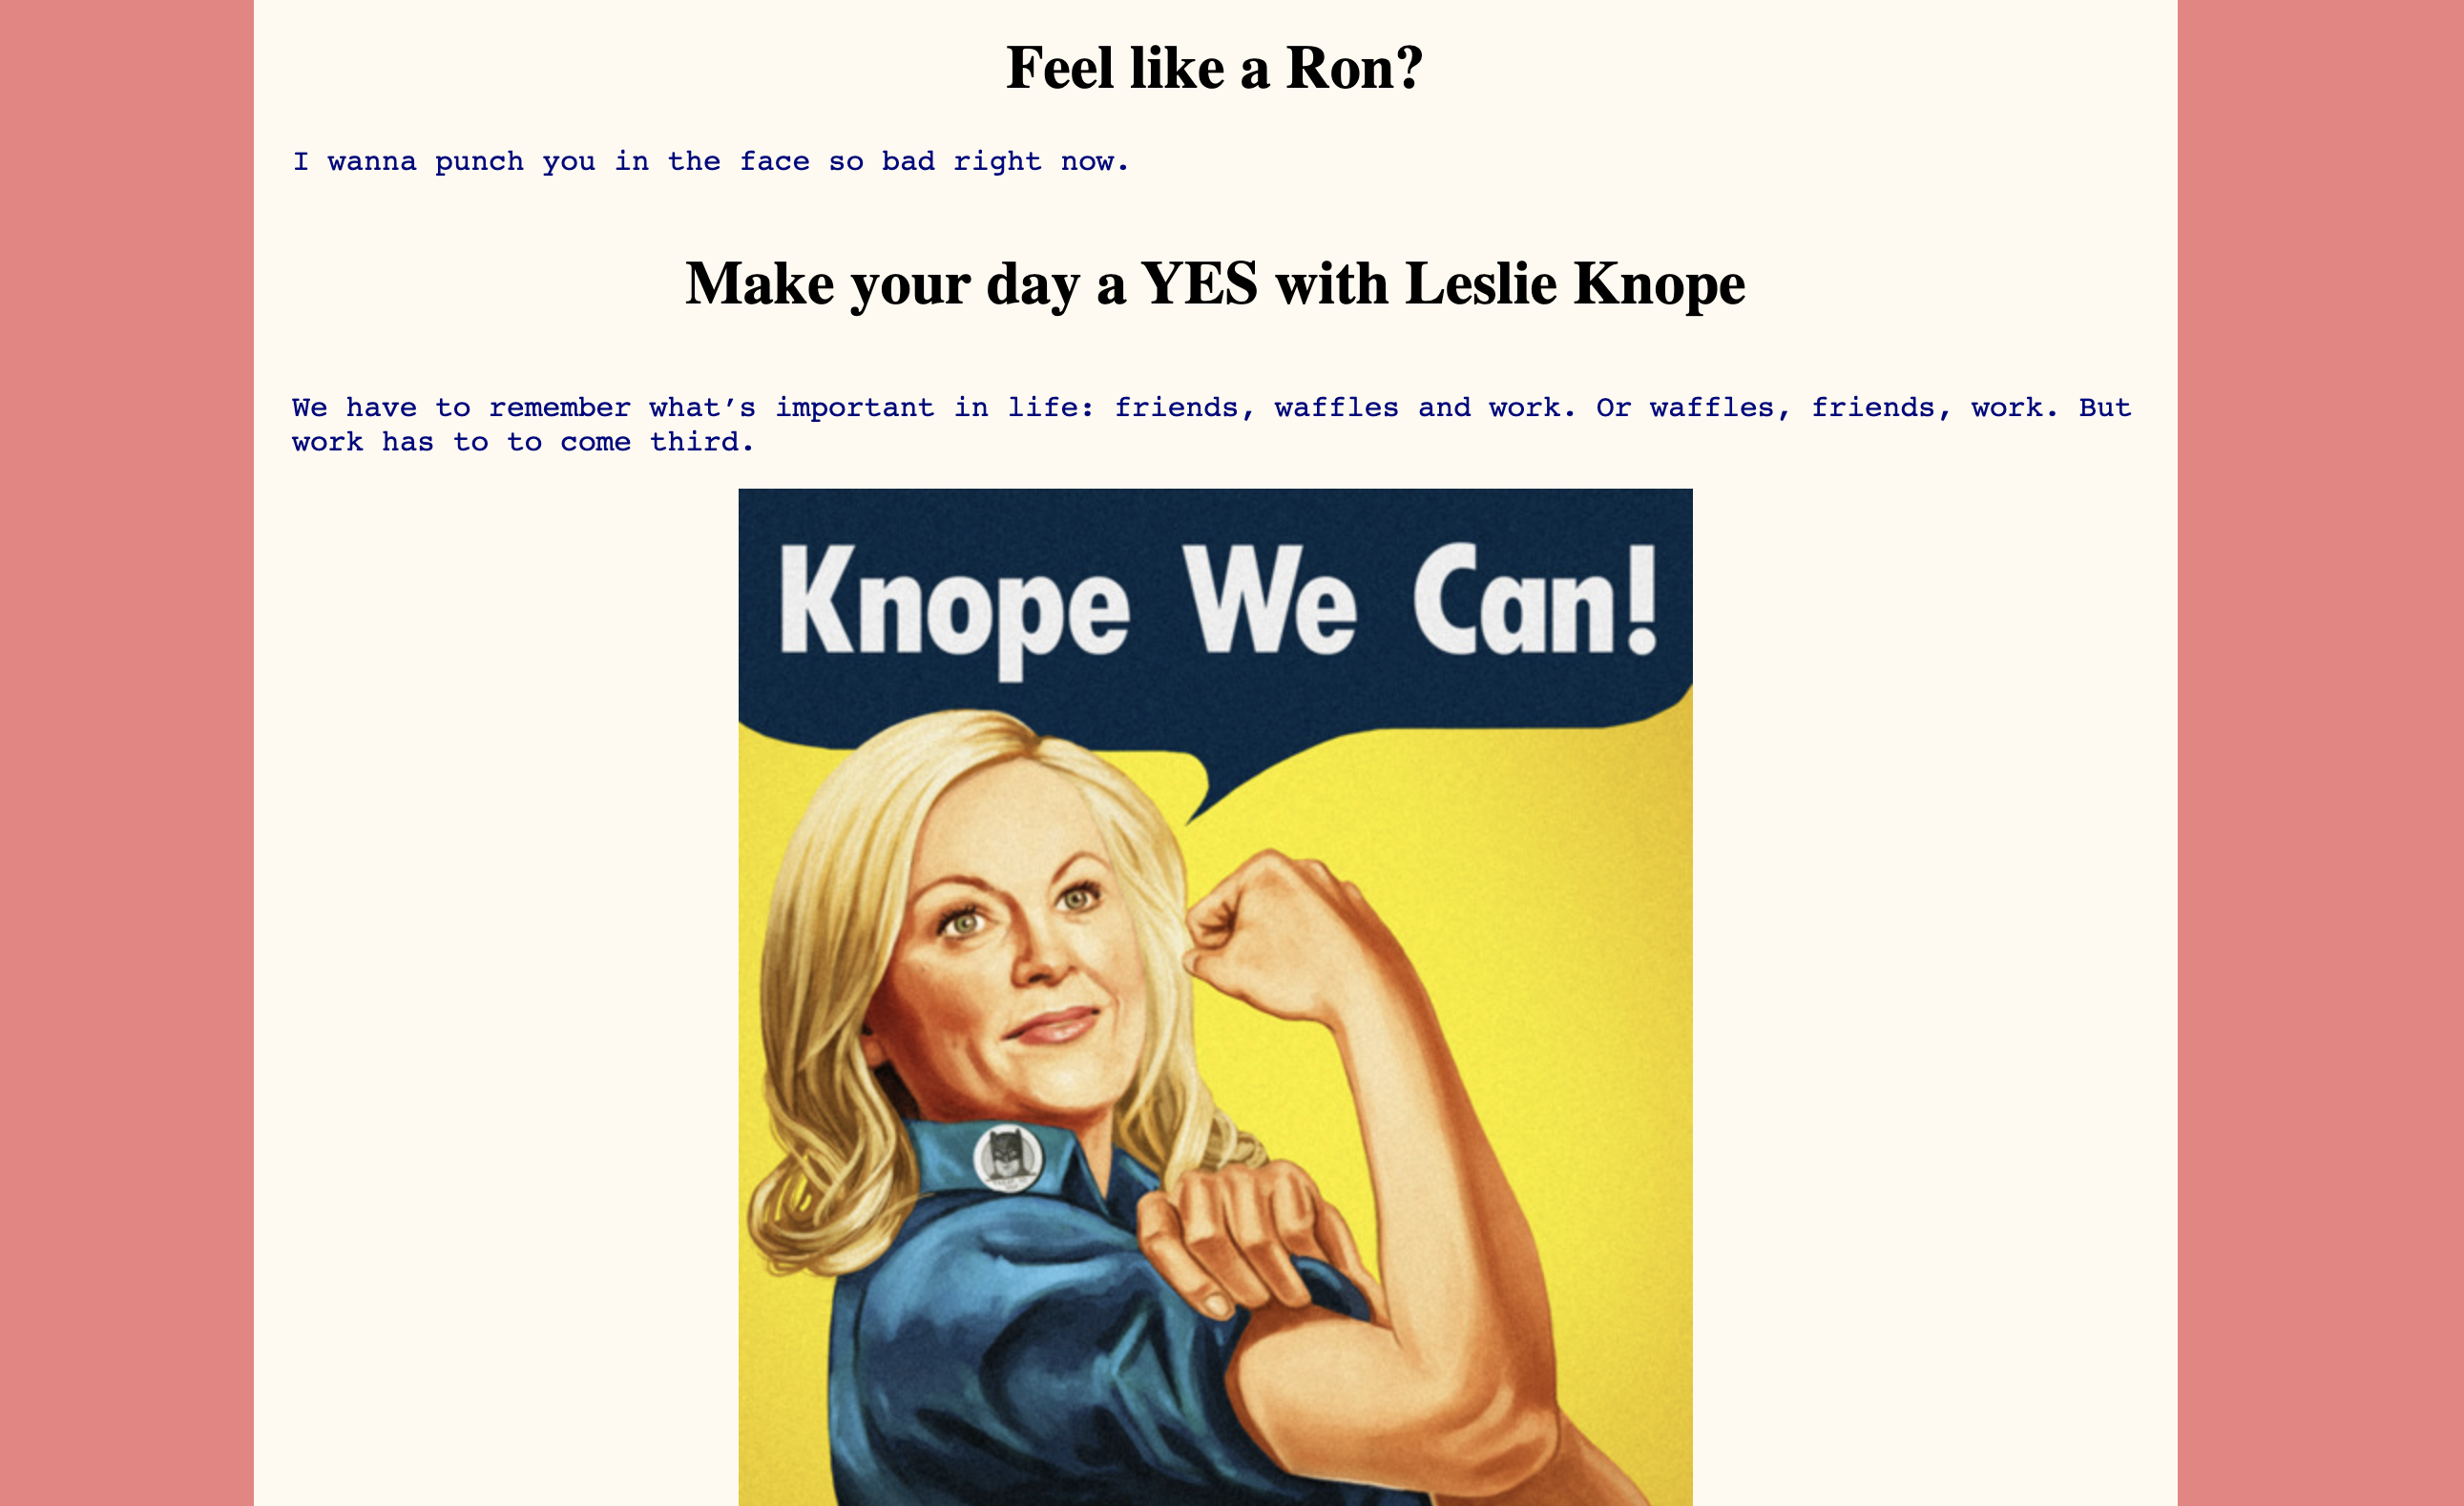 Feel like a Ron?
I wanna punch you in the face so bad right now.
Make your day a YES with Leslie Knope
We have to remember what’s important in life: friends, waffles and work. Or waffles, friends, work. But
work has to to come third.
Knope We Can!